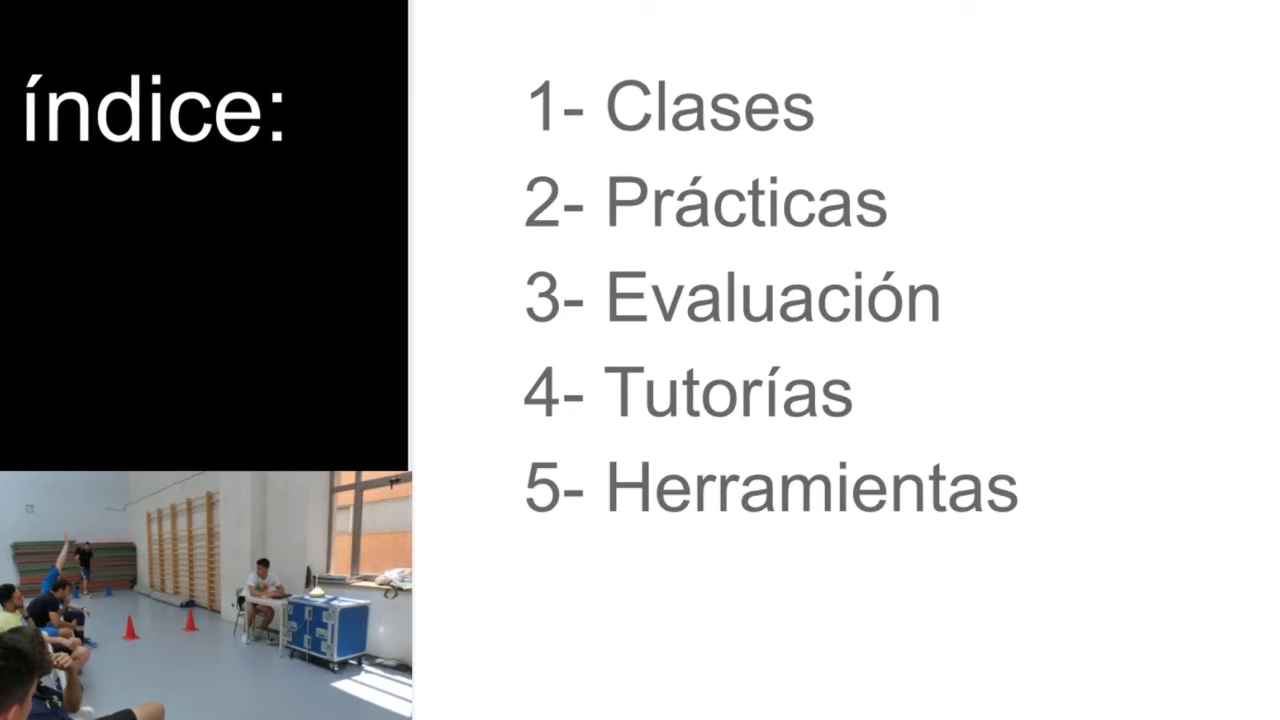 índice:
1- Clases
2- Prácticas
3- Evaluación
4- Tutorías
5- Herramientas